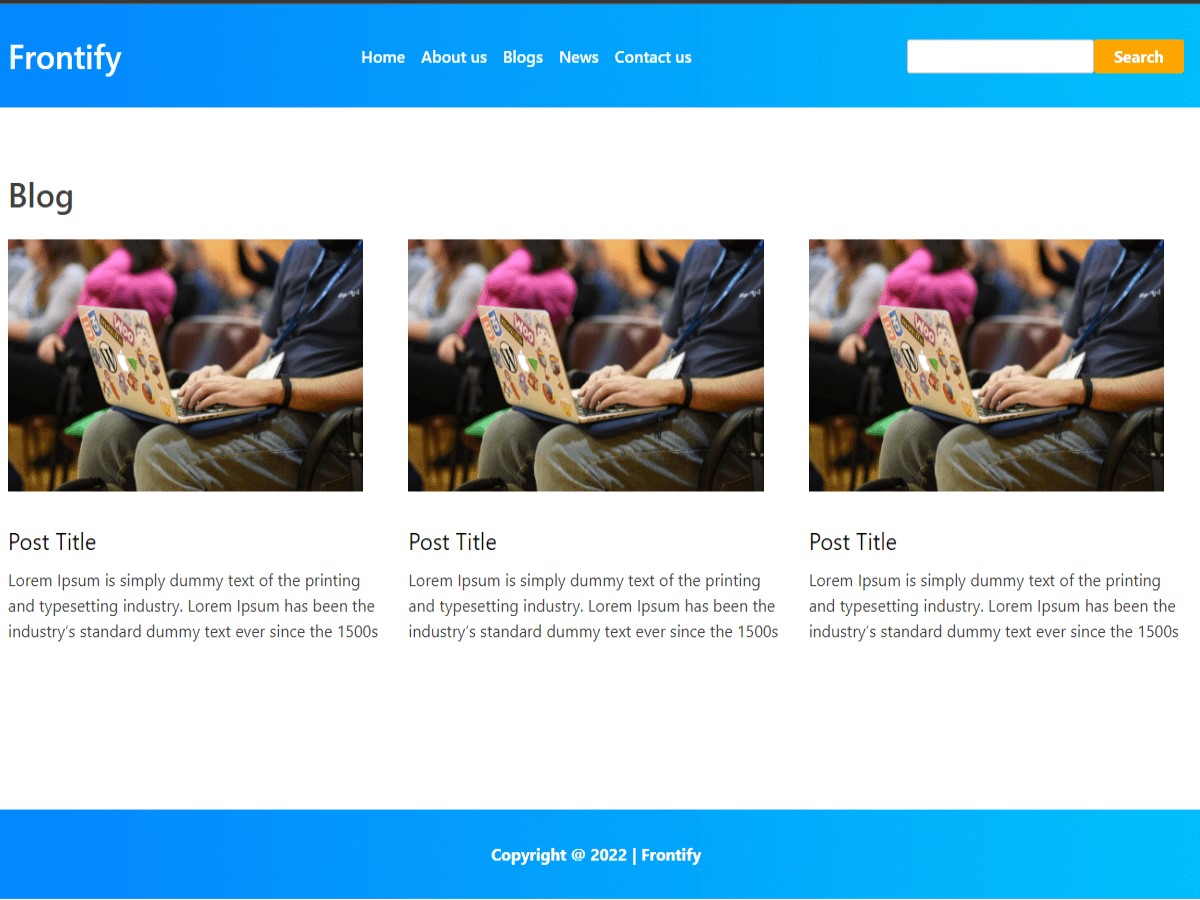 Frontify
Home About us Blogs News Contact us
Search
Blog
WOO
Post Title
Lorem Ipsum is simply dummy text of the printing
and typesetting industry. Lorem Ipsum has been the
industry's standard dummy text ever since the 1500s
WOO
Post Title
Lorem Ipsum is simply dummy text of the printing
and typesetting industry. Lorem Ipsum has been the
industry's standard dummy text ever since the 1500s
WOO
Post Title
Lorem Ipsum is simply dummy text of the printing
and typesetting industry. Lorem Ipsum has been the
industry's standard dummy text ever since the 1500s
Copyright @ 2022 | Frontify